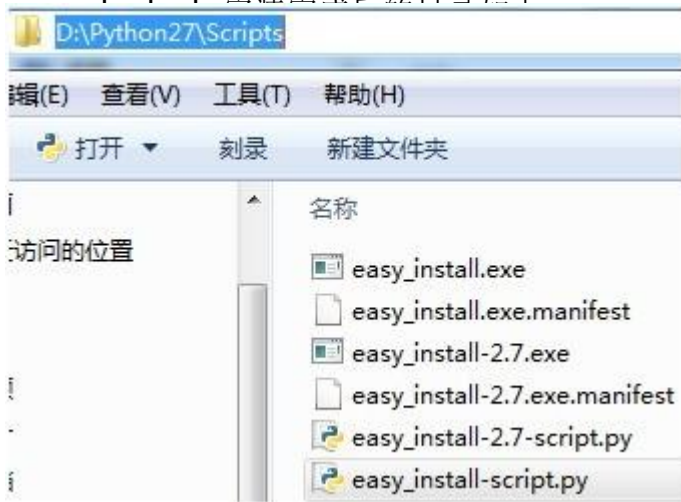 D:\Python27\Scripts
辑(E) 查看(V) 工具(T) 帮助(H)
打开 刻录 新建文件夹
名称
访问的位置
easy_install.exe
easy_install.exe.manifest
easy_install-2.7.exe
easy_install-2.7.exe.manifest
easy_install-2.7-script.py
easy_install-script.py